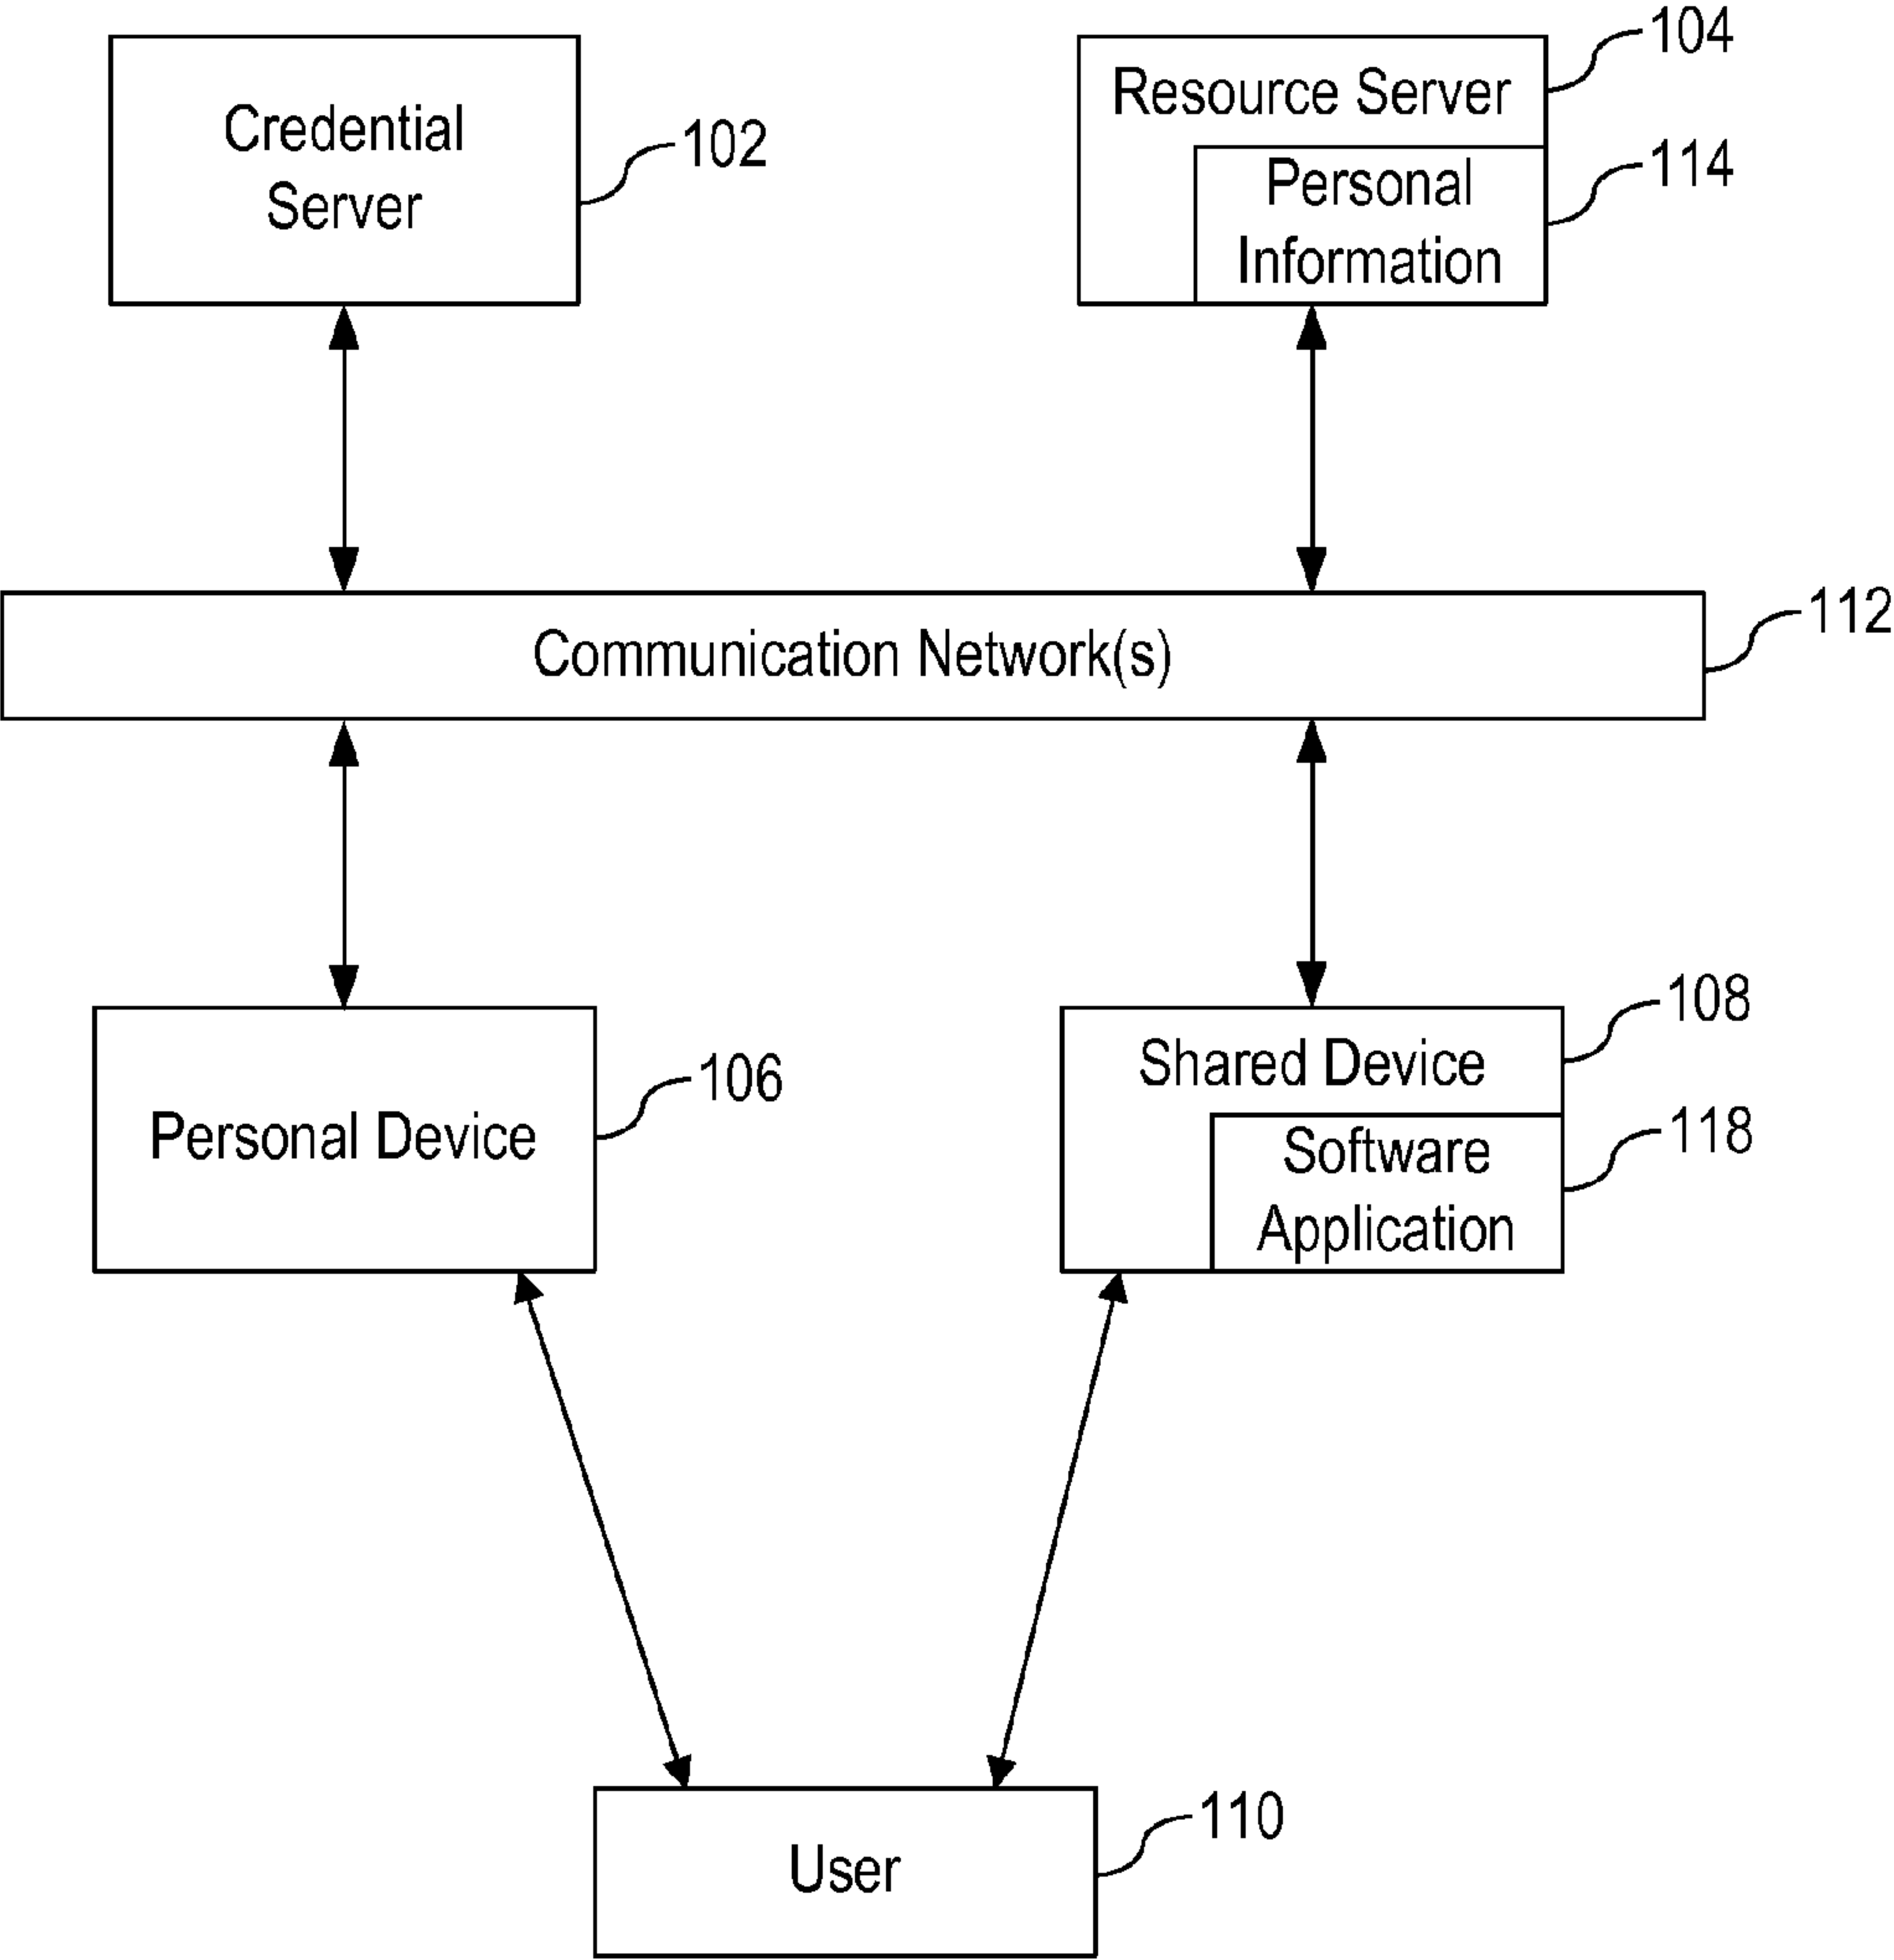 Credential
Server
102
Resource Server
104
Personal
Information
114
Communication Network(s)
112
Personal Device
106
Shared Device
108
Software
Application
118
User
110